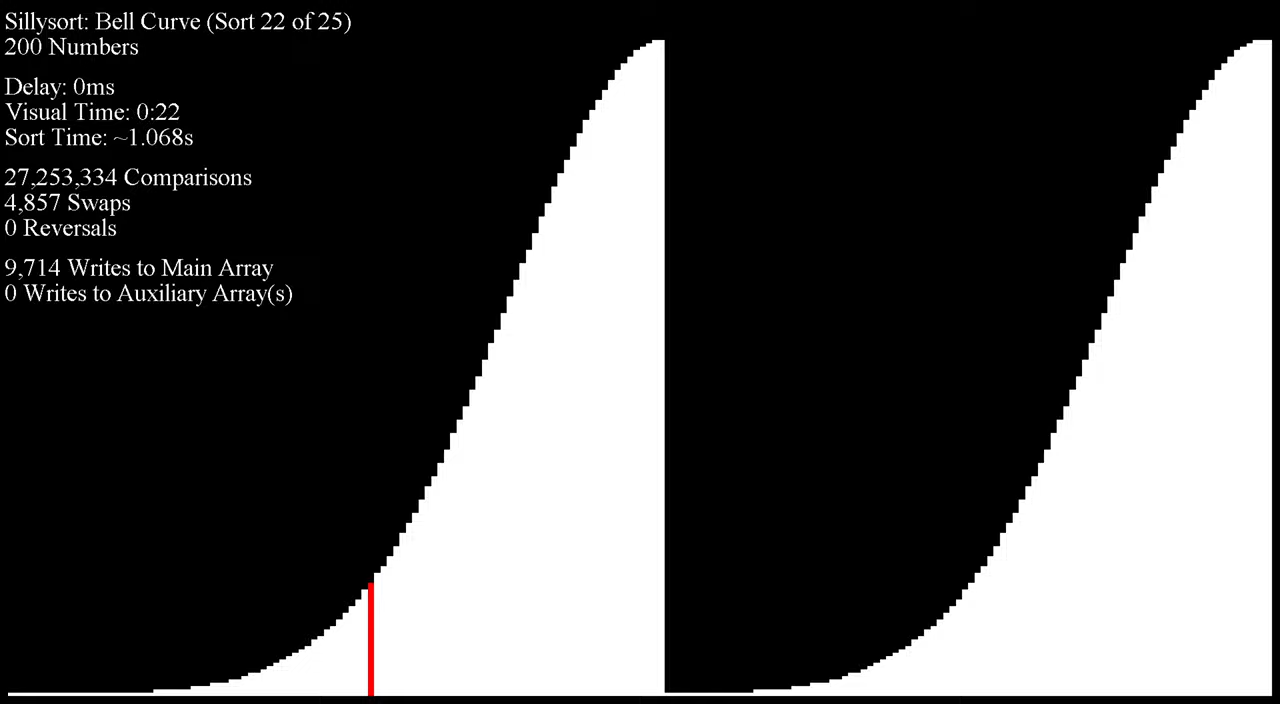 Sillysort: Bell Curve (Sort 22 of 25)
200 Numbers
Delay: 0ms
Visual Time: 0:22
Sort Time: ~1.068s
27,253,334 Comparisons
4,857 Swaps
0 Reversals
9,714 Writes to Main Array
0 Writes to Auxiliary Array(s)